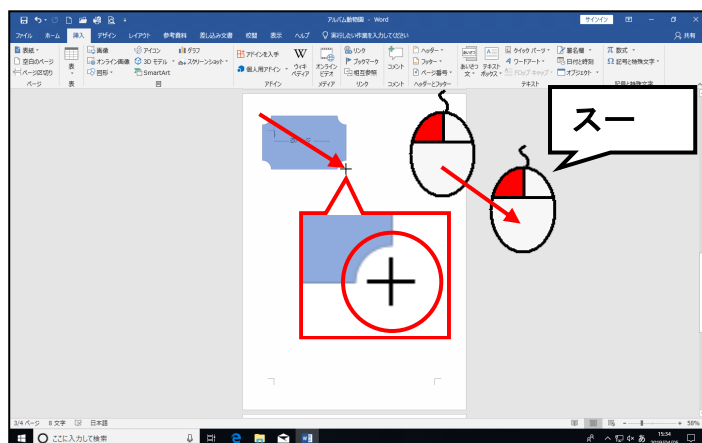 アルバム動物園 - Word
サインイン
ファイル ホーム 挿入 デザイン レイアウト 参考資料 差し込み文書 校閲 表示 ヘルプ 実行したい作業を入力してください 共有
表紙 画像 アイコン グラフ アドインを入手 リンク ヘッダー クイック パーツ 署名欄 数式
空白のページ オンライン画像 3D モデル スクリーンショット ブックマーク フッター ワードアート 日付と時刻 記号と特殊文字
ページ区切り 表 図形 SmartArt 個人用アドイン ウィキペディア オンラインビデオ 相互参照 コメント ページ番号 あいさつ文 テキストボックス ドロップ キャップ オブジェクト
ページ 表 図 アドイン メディア リンク コメント ヘッダーとフッター テキスト 記号と特殊文字
スー
3/4 ページ 8 文字 日本語 50%
ここに入力して検索 あ 15:34